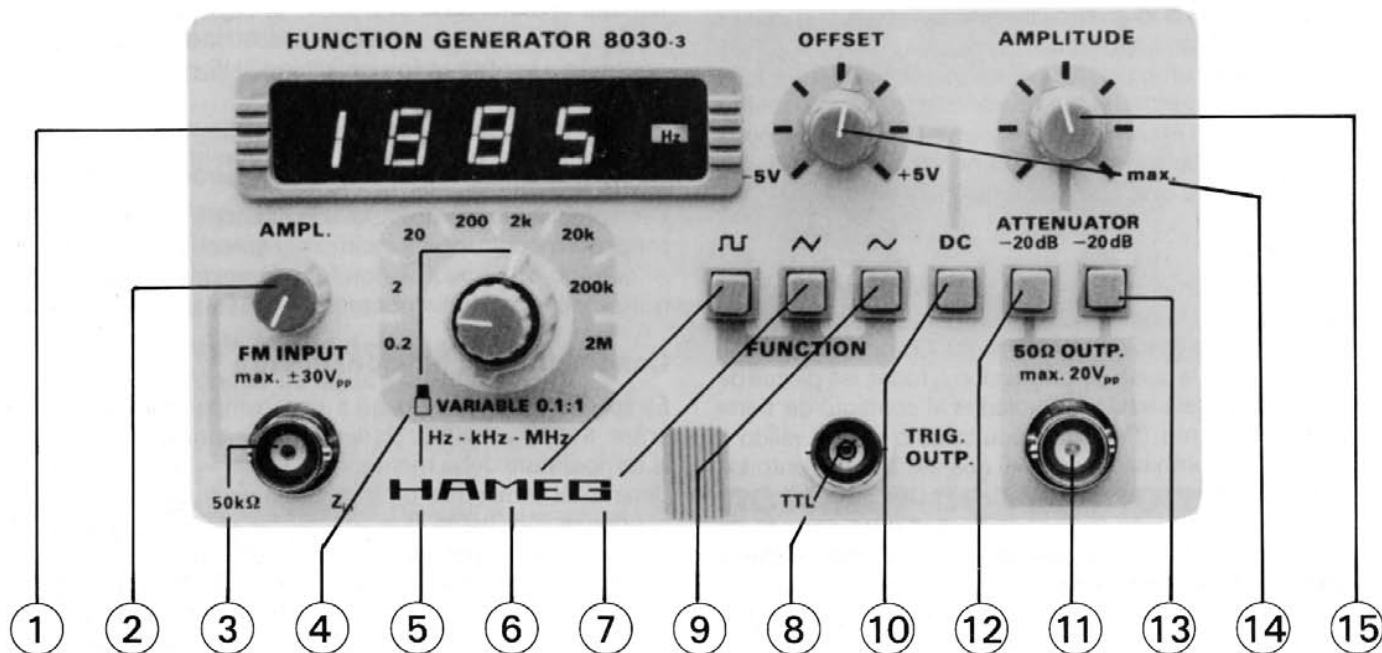 FUNCTION GENERATOR 8030-3
OFFSET
AMPLITUDE
1885 Hz
-5V
+5V
max.
AMPL.
20
200
2k
20k
2
200k
0.2
2M
ATTENUATOR
DC
-20dB
-20dB
FUNCTION
FM INPUT
max. ±30Vpp
50Ω OUTP.
max. 20Vpp
VARIABLE 0.1:1
Hz - kHz - MHz
TRIG.
OUTP.
TTL
50kΩ
HAMEG
1
2
3
4
5
6
7
9
8
10
12
11
13
14
15